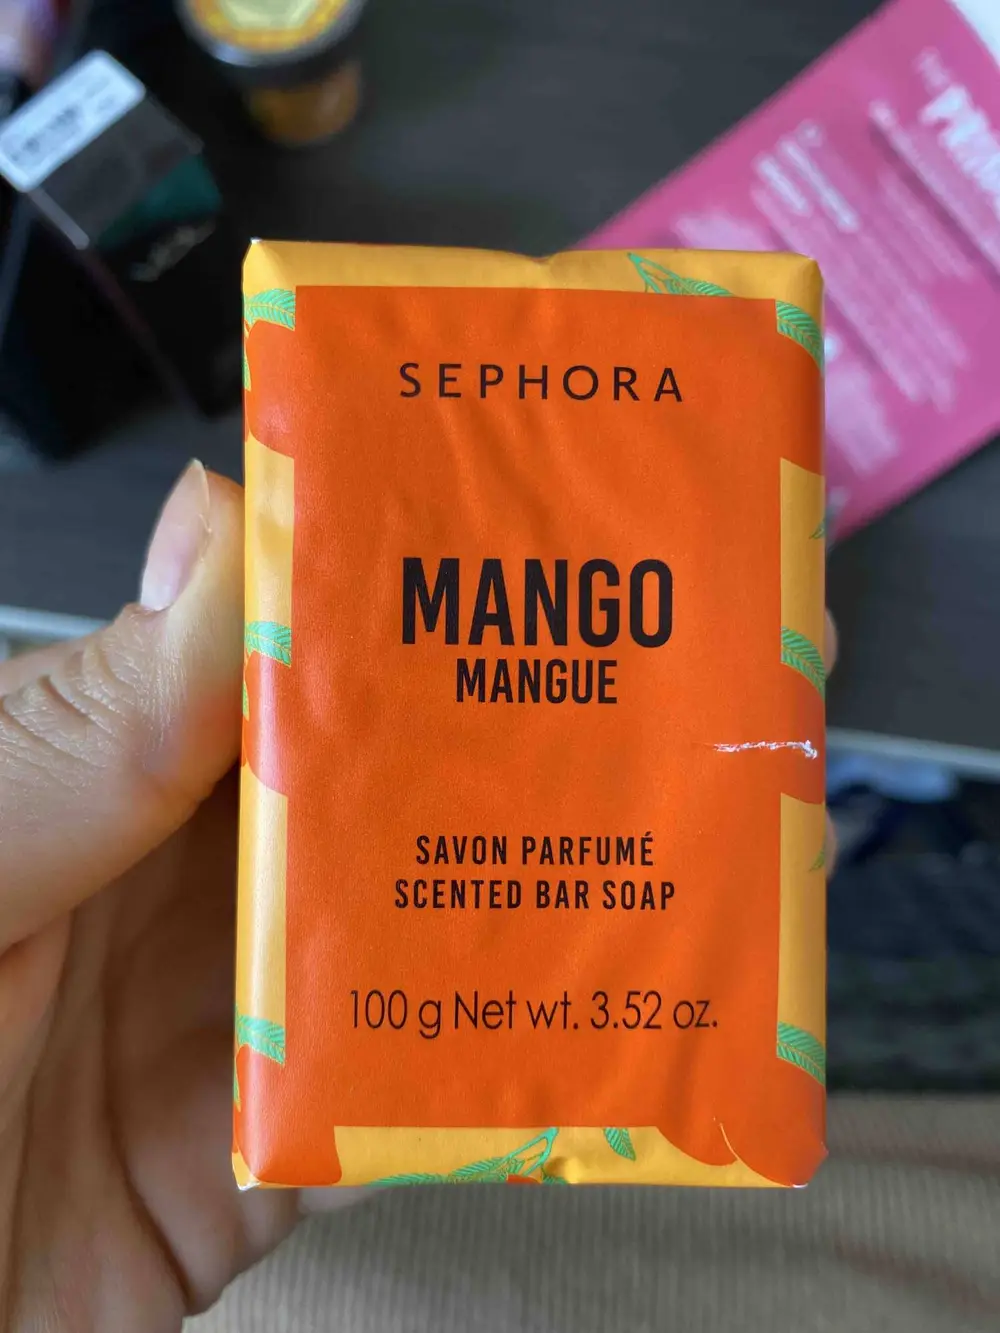 SEPHORA
MANGO
MANGUE
SAVON PARFUMÉ
SCENTED BAR SOAP
100 g Net wt. 3.52 oz.